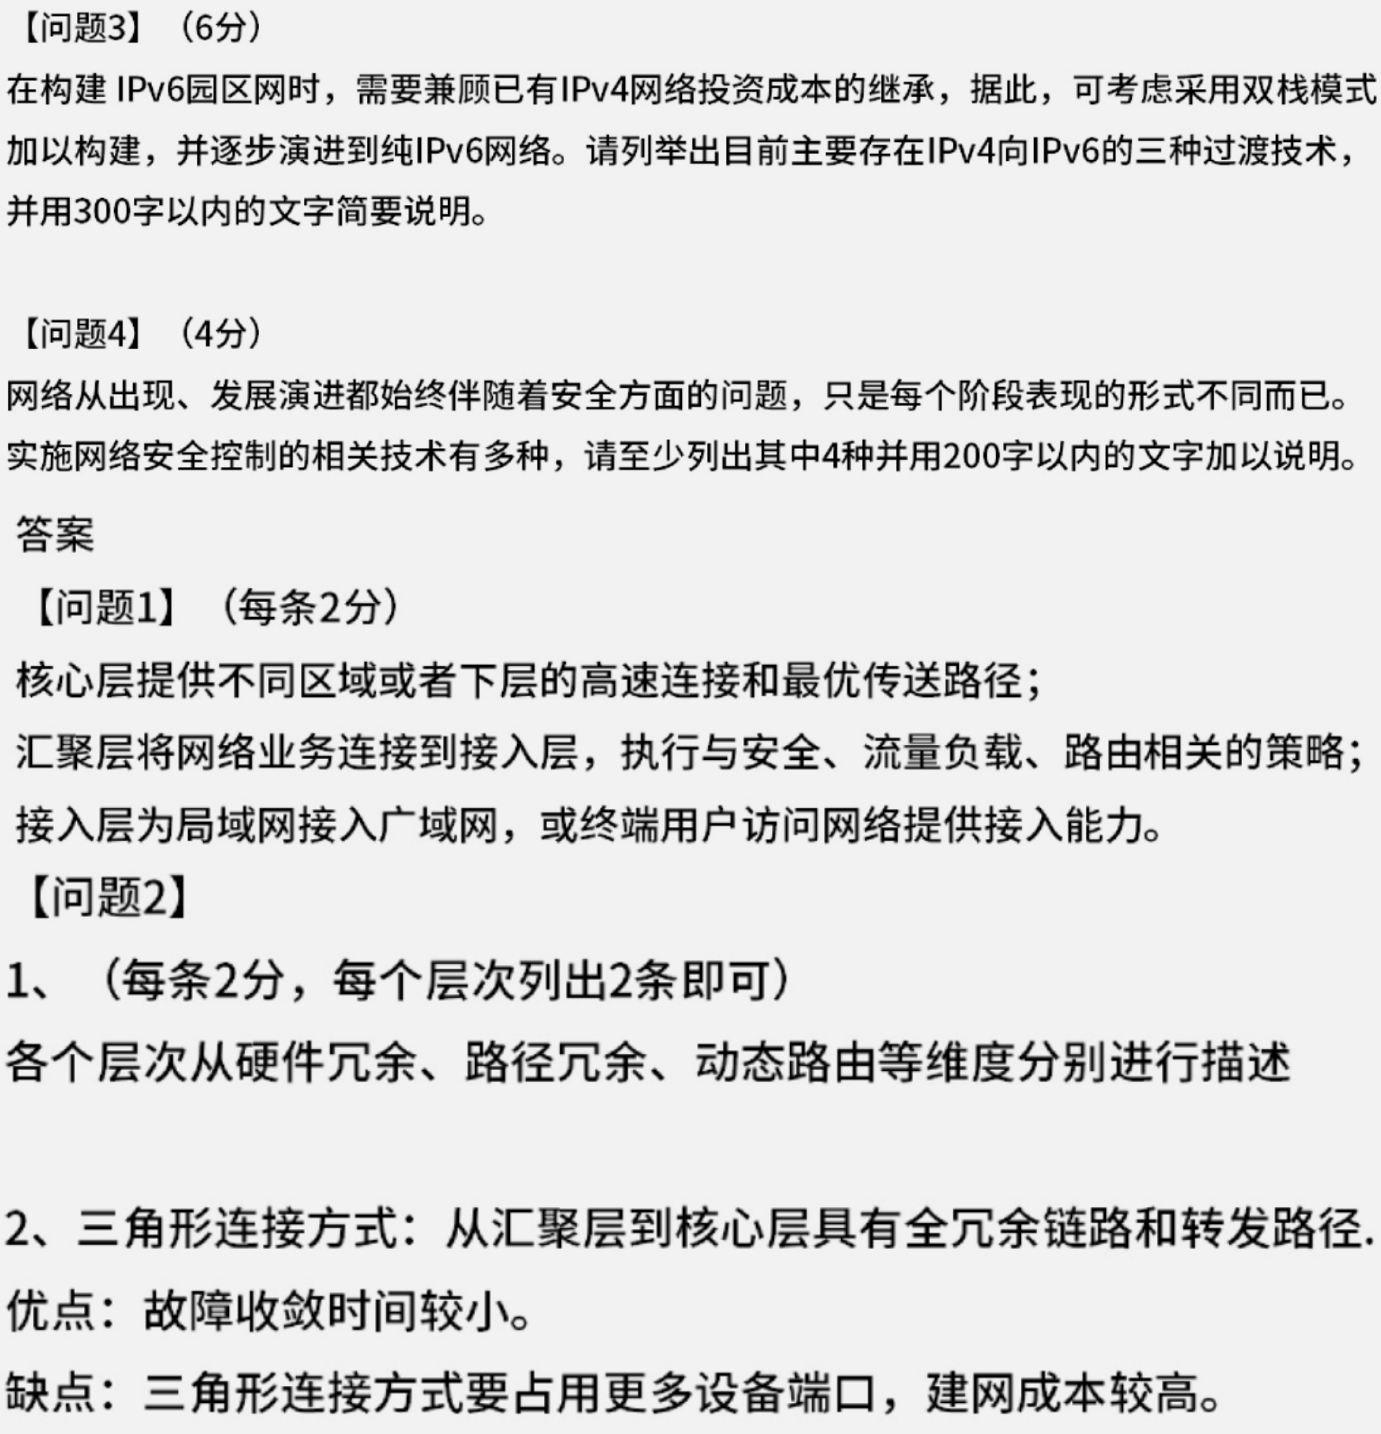 【问题3】（6分）
在构建 IPv6园区网时，需要兼顾已有IPv4网络投资成本的继承，据此，可考虑采用双栈模式
加以构建，并逐步演进到纯IPv6网络。请列举出目前主要存在IPv4向IPv6的三种过渡技术，
并用300字以内的文字简要说明。
【问题4】（4分）
网络从出现、发展演进都始终伴随着安全方面的问题，只是每个阶段表现的形式不同而已。
实施网络安全控制的相关技术有多种，请至少列出其中4种并用200字以内的文字加以说明。
答案
【问题1】（每条2分）
核心层提供不同区域或者下层的高速连接和最优传送路径；
汇聚层将网络业务连接到接入层，执行与安全、流量负载、路由相关的策略；
接入层为局域网接入广域网，或终端用户访问网络提供接入能力。
【问题2】
1、（每条2分，每个层次列出2条即可）
各个层次从硬件冗余、路径冗余、动态路由等维度分别进行描述
2、三角形连接方式：从汇聚层到核心层具有全冗余链路和转发路径.
优点：故障收敛时间较小。
缺点：三角形连接方式要占用更多设备端口，建网成本较高。